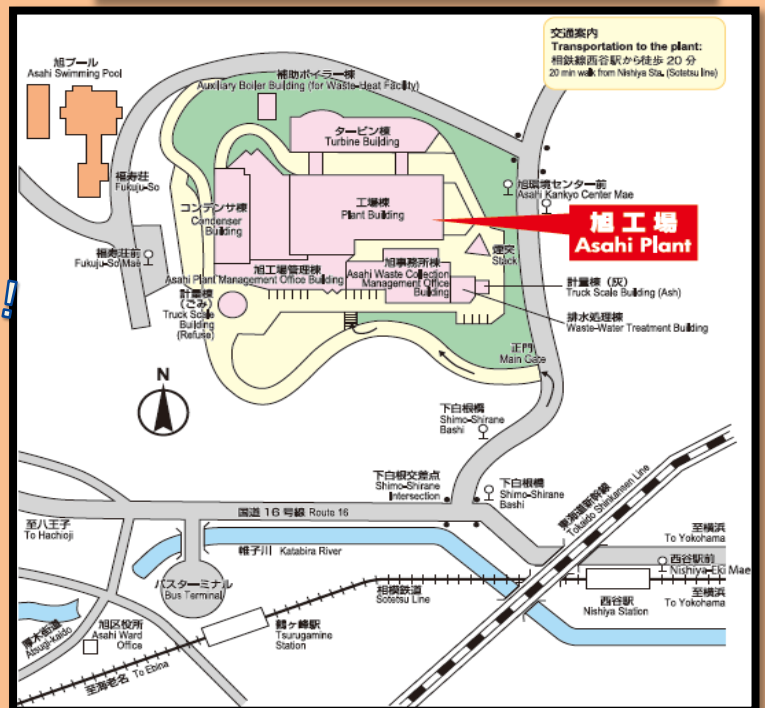 交通案内
Transportation to the plant:
相鉄線西谷駅から徒歩 20 分
20 min walk from Nishiya Sta. (Sotetsu line)
旭プール
Asahi Swimming Pool
補助ボイラー棟
Auxiliary Boiler Building (for Waste-Heat Facility)
タービン棟
Turbine Building
福寿荘
Fukuju-So
旭環境センター前
Asahi Kankyo Center Mae
コンデンサ棟
Condenser
Building
工場棟
Plant Building
旭工場
Asahi Plant
福寿荘前
Fukuju-So Mae
煙突
Stack
旭工場管理棟
Asahi Plant Management Office Building
旭事務所棟
Asahi Waste Collection
Management Office
Building
計量棟（灰）
Truck Scale Building (Ash)
計量棟
（ごみ）
Truck Scale
Building
(Refuse)
排水処理棟
Waste-Water Treatment Building
!
正門
Main Gate
N
下白根橋
Shimo-Shirane
Bashi
下白根交差点
Shimo-Shirane
Intersection
下白根橋
Shimo-Shirane
Bashi
東海道新幹線
Tokaido Shinkansen Line
国道 16 号線 Route 16
至八王子
To Hachioji
至横浜
To Yokohama
帷子川 Katabira River
西谷駅前
Nishiya-Eki Mae
バスターミナル
Bus Terminal
相模鉄道
Sotetsu Line
西谷駅
Nishiya Station
至横浜
To Yokohama
厚木街道
Atsugi-kaido
旭区役所
Asahi Ward
Office
鶴ヶ峰駅
Tsurugamine
Station
至海老名 To Ebina